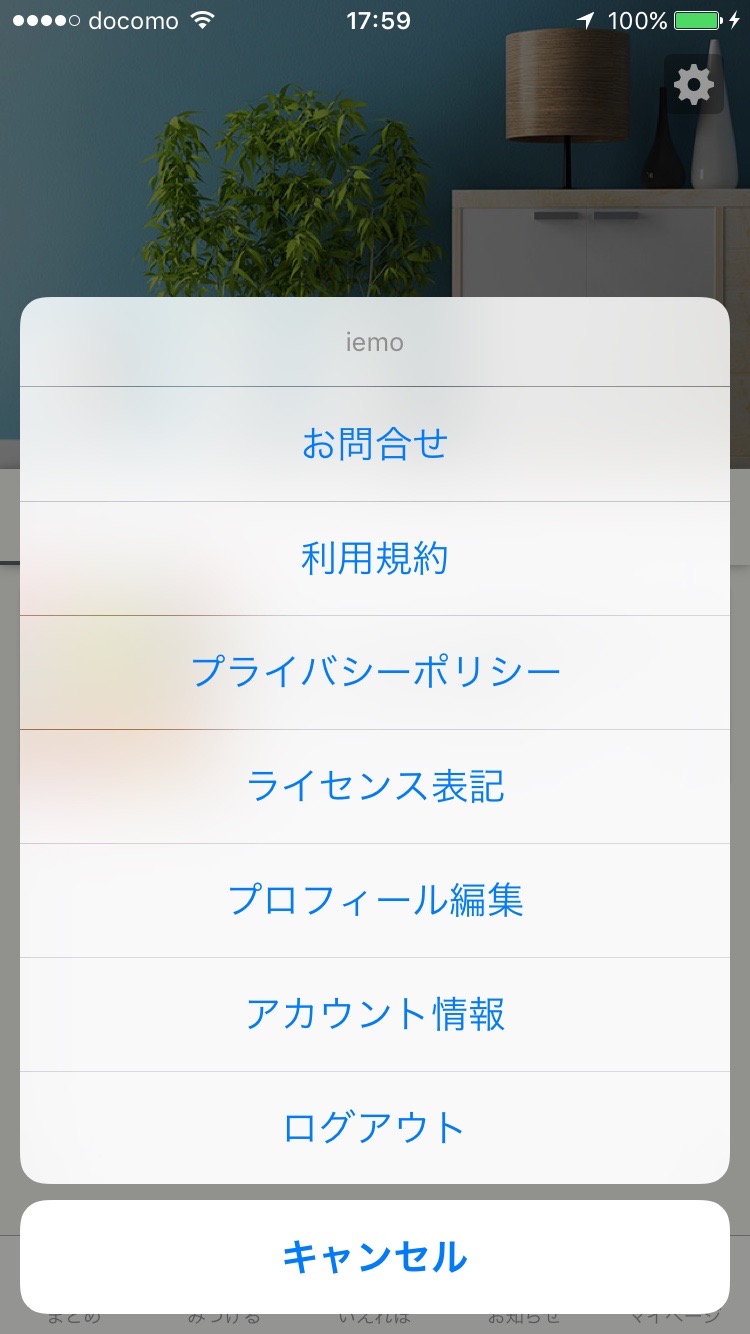 docomo 17:59 100%
iemo
お問合せ
利用規約
プライバシーポリシー
ライセンス表記
プロフィール編集
アカウント情報
ログアウト
キャンセル
まとめ みつける いえれぽ お知らせ マイページ